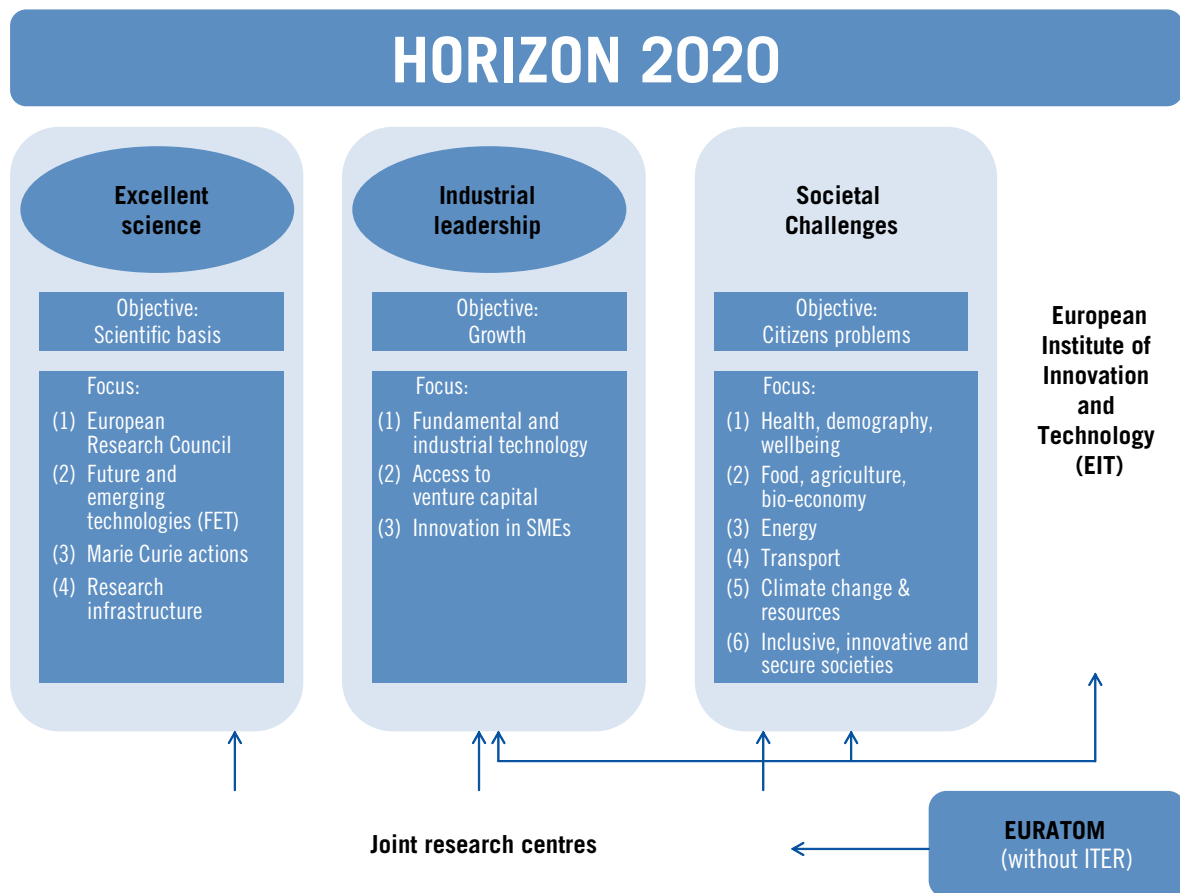 HORIZON 2020
Excellent
science
Objective:
Scientific basis
Focus:
(1) European
Research Council
(2) Future and
emerging
technologies (FET)
(3) Marie Curie actions
(4) Research
infrastructure
Industrial
leadership
Objective:
Growth
Focus:
(1) Fundamental and
industrial technology
(2) Access to
venture capital
(3) Innovation in SMEs
Societal
Challenges
Objective:
Citizens problems
Focus:
(1) Health, demography,
wellbeing
(2) Food, agriculture,
bio-economy
(3) Energy
(4) Transport
(5) Climate change &
resources
(6) Inclusive, innovative and
secure societies
European
Institute of
Innovation
and
Technology
(EIT)
Joint research centres
EURATOM
(without ITER)